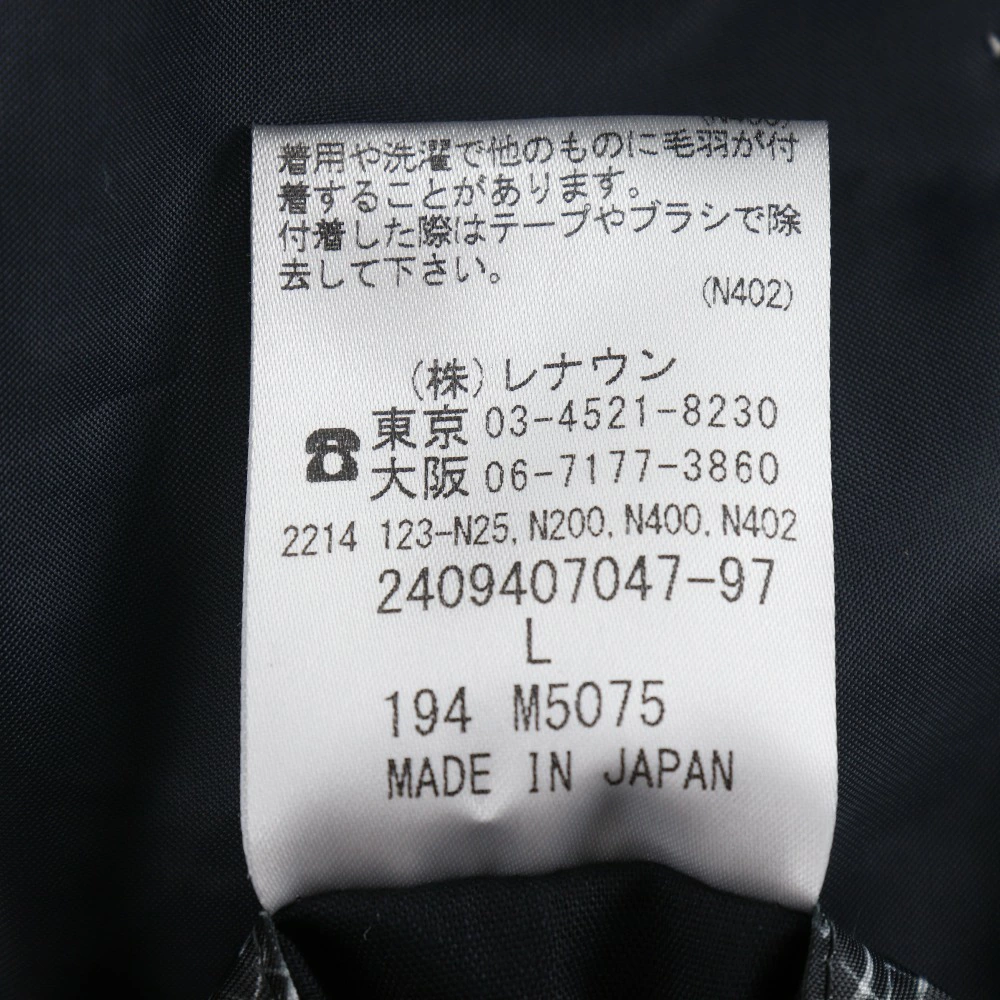 着用や洗濯で他のものに毛羽が付
着することがあります。
付着した際はテープやブラシで除
去して下さい。
(N402)
(株)レナウン
☎ 東京 03-4521-8230
大阪 06-7177-3860
2214 123-N25, N200, N400, N402
2409407047-97
L
194 M5075
MADE IN JAPAN